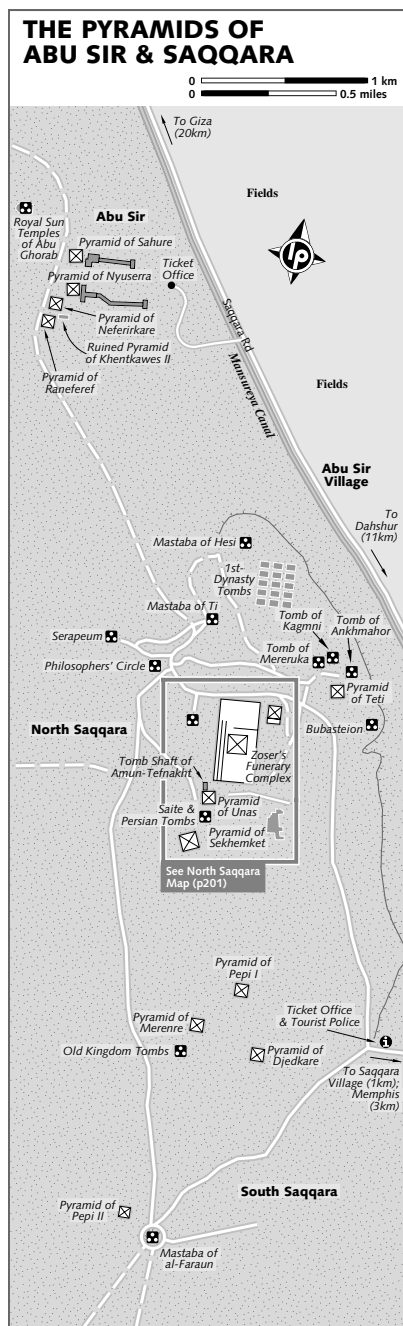 THE PYRAMIDS OF
ABU SIR & SAQQARA
0 1 km
0 0.5 miles
To Giza
(20km)
Fields
Royal Sun
Temples
of Abu
Ghorab
Abu Sir
Pyramid of Sahure
Pyramid of Nyuserra
Ticket
Office
lp
Pyramid of
Neferirkare
Ruined Pyramid
of Khentkawes II
Pyramid of
Raneferef
Saqqara Rd
Mansureya Canal
Fields
Abu Sir
Village
To
Dahshur
(11km)
Mastaba of Hesi
1st-
Dynasty
Tombs
Mastaba of Ti
Serapeum
Philosophers' Circle
Tomb of
Kagmni
Tomb of
Ankhmahor
Tomb of
Mereruka
Pyramid
of Teti
Bubasteion
North Saqqara
Zoser's
Funerary
Complex
Tomb Shaft of
Amun-Tefnakht
Pyramid
of Unas
Saite &
Persian Tombs
Pyramid of
Sekhemket
See North Saqqara
Map (p201)
Pyramid of
Pepi I
Pyramid of
Merenre
Old Kingdom Tombs
Pyramid of
Djedkare
Ticket Office
& Tourist Police
i
To Saqqara
Village (1km);
Memphis
(3km)
South Saqqara
Pyramid of
Pepi II
Mastaba of
al-Faraun